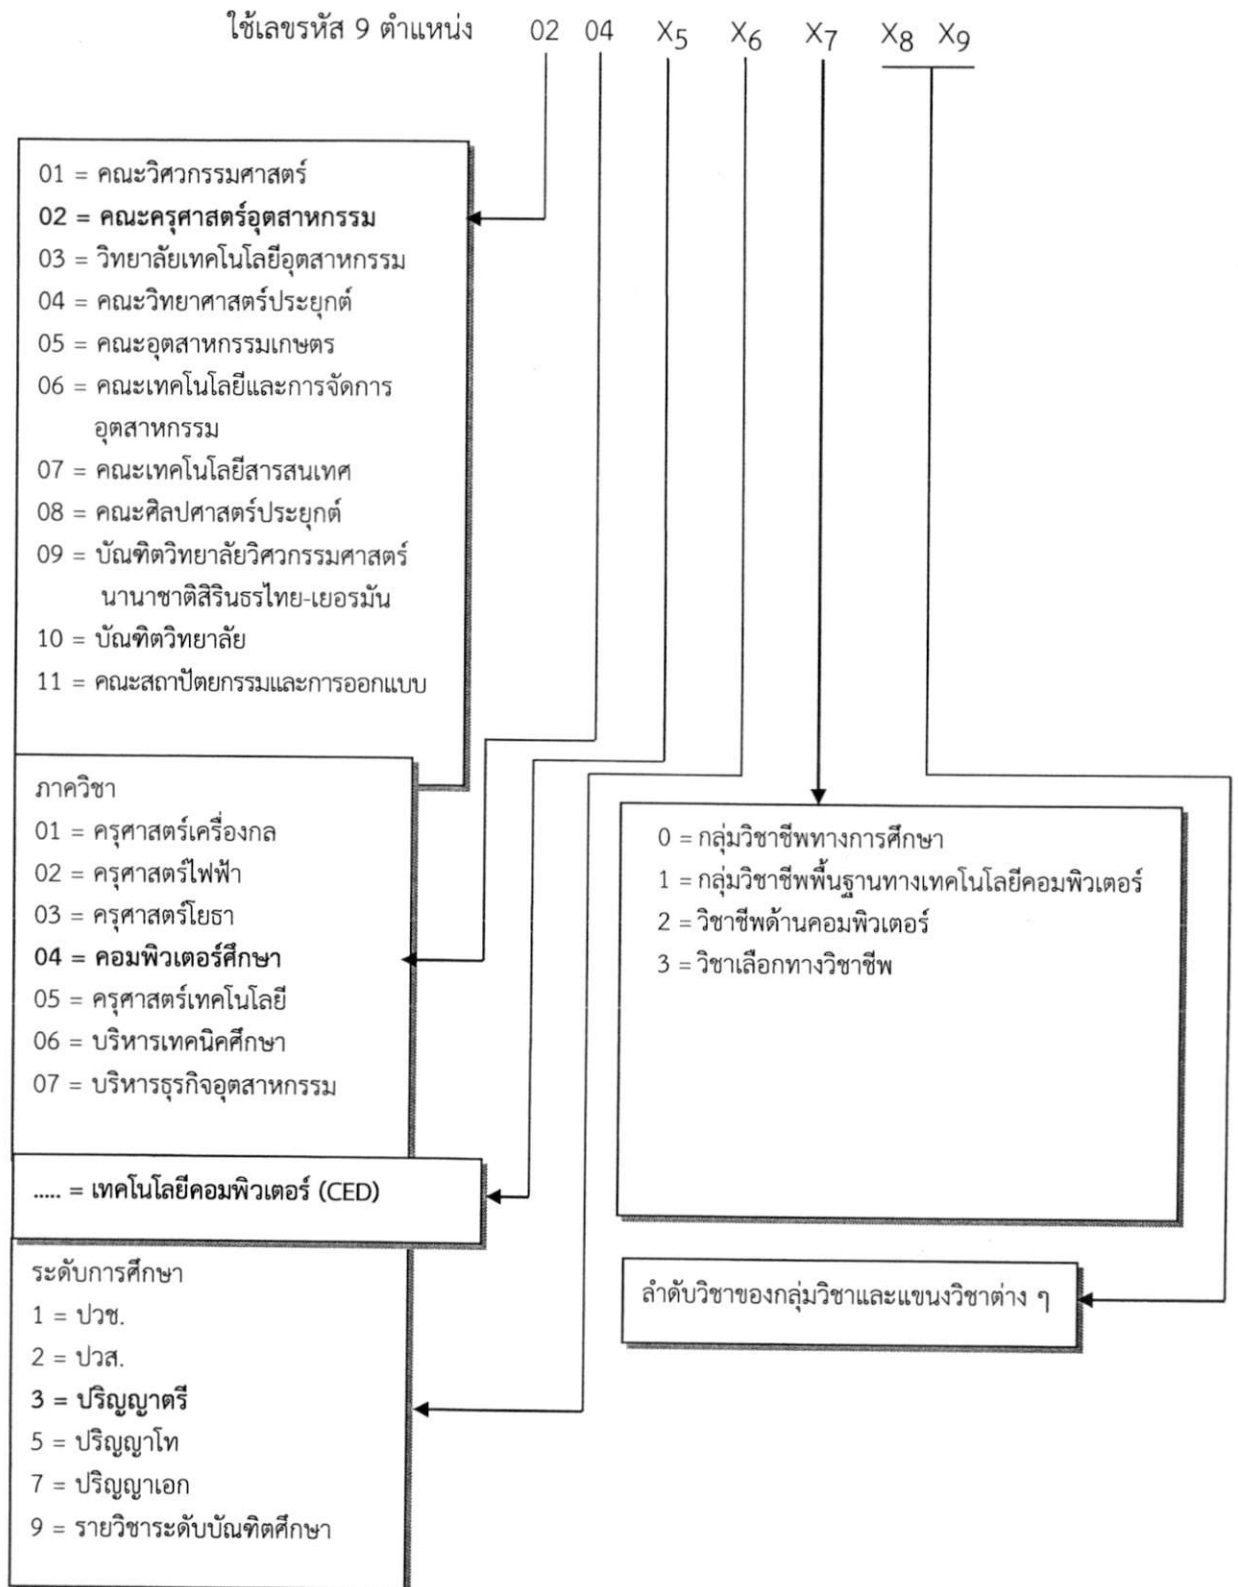 ใช้เลขรหัส 9 ตำแหน่ง 02 04 X5 X6 X7 X8 X9
01 = คณะวิศวกรรมศาสตร์
02 = คณะครุศาสตร์อุตสาหกรรม
03 = วิทยาลัยเทคโนโลยีอุตสาหกรรม
04 = คณะวิทยาศาสตร์ประยุกต์
05 = คณะอุตสาหกรรมเกษตร
06 = คณะเทคโนโลยีและการจัดการ
อุตสาหกรรม
07 = คณะเทคโนโลยีสารสนเทศ
08 = คณะศิลปศาสตร์ประยุกต์
09 = บัณฑิตวิทยาลัยวิศวกรรมศาสตร์
นานาชาติสิรินธรไทย-เยอรมัน
10 = บัณฑิตวิทยาลัย
11 = คณะสถาปัตยกรรมและการออกแบบ
ภาควิชา
01 = ครุศาสตร์เครื่องกล
02 = ครุศาสตร์ไฟฟ้า
03 = ครุศาสตร์โยธา
04 = คอมพิวเตอร์ศึกษา
05 = ครุศาสตร์เทคโนโลยี
06 = บริหารเทคนิคศึกษา
07 = บริหารธุรกิจอุตสาหกรรม
..... = เทคโนโลยีคอมพิวเตอร์ (CED)
ระดับการศึกษา
1 = ปวช.
2 = ปวส.
3 = ปริญญาตรี
5 = ปริญญาโท
7 = ปริญญาเอก
9 = รายวิชาระดับบัณฑิตศึกษา
0 = กลุ่มวิชาชีพทางการศึกษา
1 = กลุ่มวิชาชีพพื้นฐานทางเทคโนโลยีคอมพิวเตอร์
2 = วิชาชีพด้านคอมพิวเตอร์
3 = วิชาเลือกทางวิชาชีพ
ลำดับวิชาของกลุ่มวิชาและแขนงวิชาต่าง ๆ